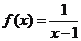 f(x) = 1/(x−1)